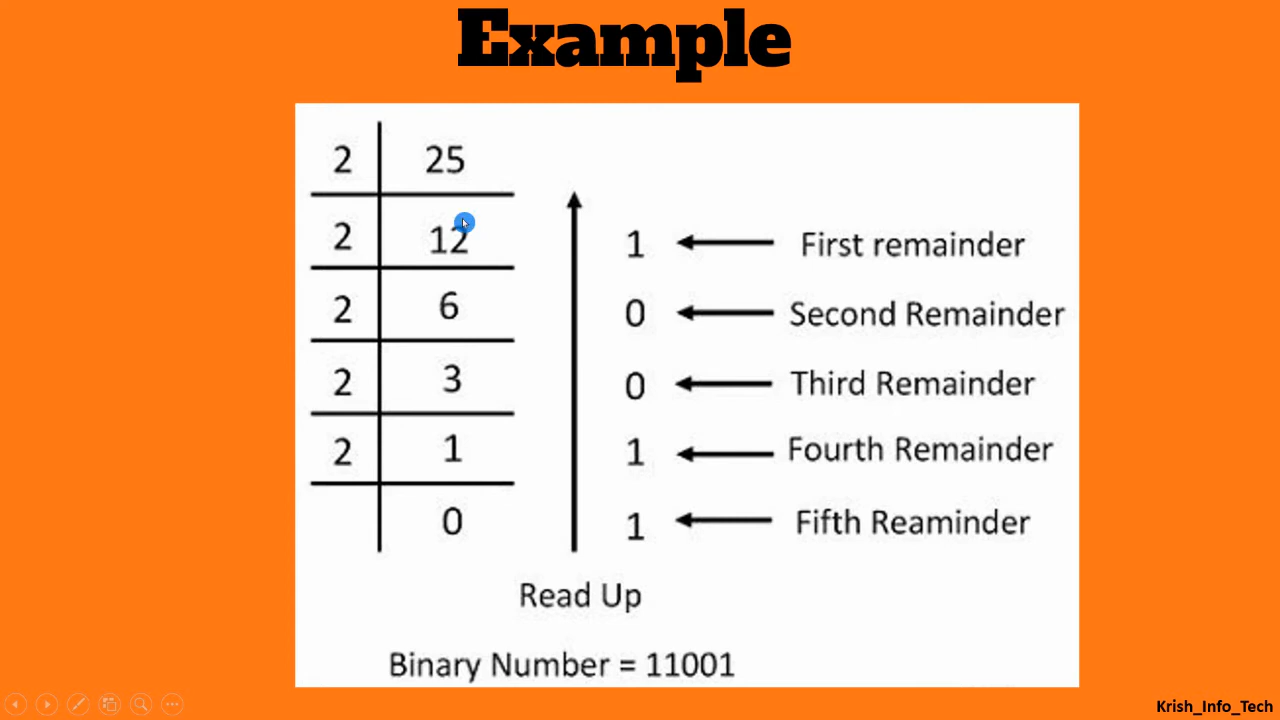 Example
2 25
2 12 1 First remainder
2 6 0 Second Remainder
2 3 0 Third Remainder
2 1 1 Fourth Remainder
0 1 Fifth Reaminder
Read Up
Binary Number = 11001
Krish_Info_Tech